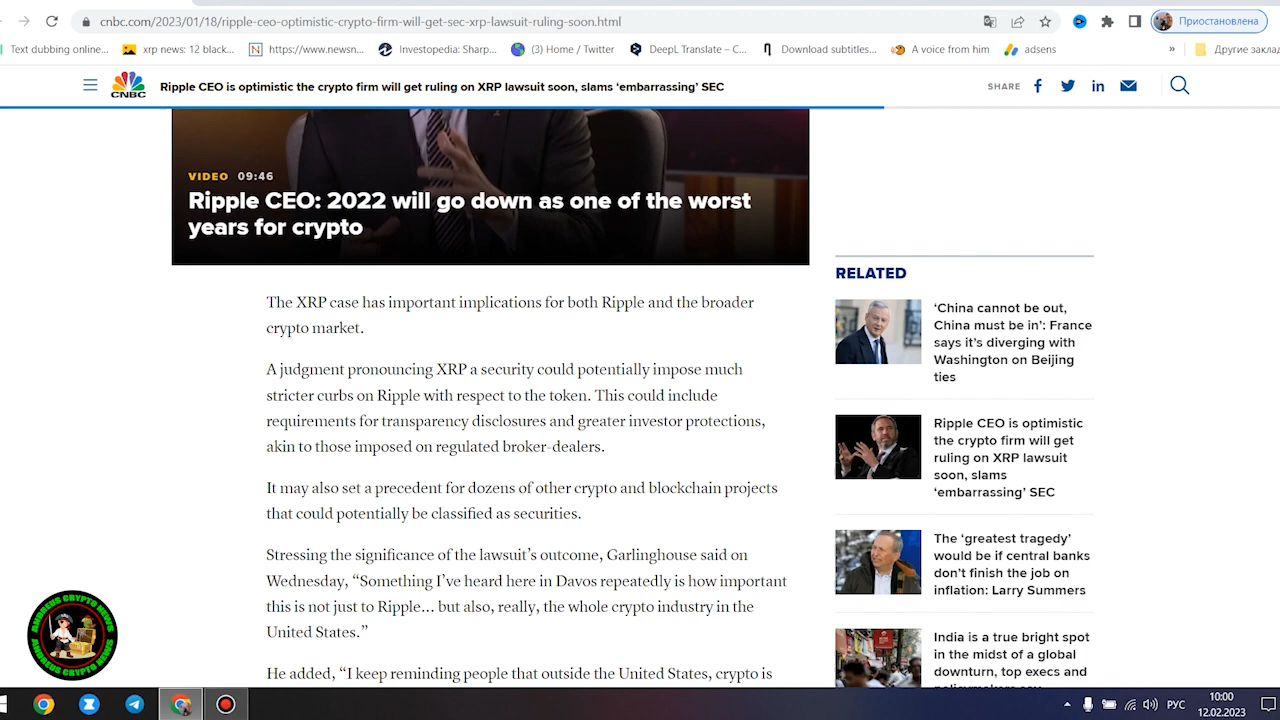 cnbc.com/2023/01/18/ripple-ceo-optimistic-crypto-firm-will-get-sec-xrp-lawsuit-ruling-soon.html
Приостановлена
Text dubbing online...
xrp news: 12 black...
https://www.newsn...
Investopedia: Sharp...
(3) Home / Twitter
DeepL Translate – C...
Download subtitles...
A voice from him
adsens
»
Другие заклa
CNBC
Ripple CEO is optimistic the crypto firm will get ruling on XRP lawsuit soon, slams ‘embarrassing’ SEC
SHARE
VIDEO 09:46
Ripple CEO: 2022 will go down as one of the worst
years for crypto
The XRP case has important implications for both Ripple and the broader
crypto market.
A judgment pronouncing XRP a security could potentially impose much
stricter curbs on Ripple with respect to the token. This could include
requirements for transparency disclosures and greater investor protections,
akin to those imposed on regulated broker-dealers.
It may also set a precedent for dozens of other crypto and blockchain projects
that could potentially be classified as securities.
Stressing the significance of the lawsuit’s outcome, Garlinghouse said on
Wednesday, “Something I’ve heard here in Davos repeatedly is how important
this is not just to Ripple… but also, really, the whole crypto industry in the
United States.”
He added, “I keep reminding people that outside the United States, crypto is
RELATED
‘China cannot be out,
China must be in’: France
says it’s diverging with
Washington on Beijing
ties
Ripple CEO is optimistic
the crypto firm will get
ruling on XRP lawsuit
soon, slams
‘embarrassing’ SEC
The ‘greatest tragedy’
would be if central banks
don’t finish the job on
inflation: Larry Summers
India is a true bright spot
in the midst of a global
downturn, top execs and
ANDREUS CRYPTO NEWS
ANDREUS CRYPTO NEWS
РУС
10:00
12.02.2023